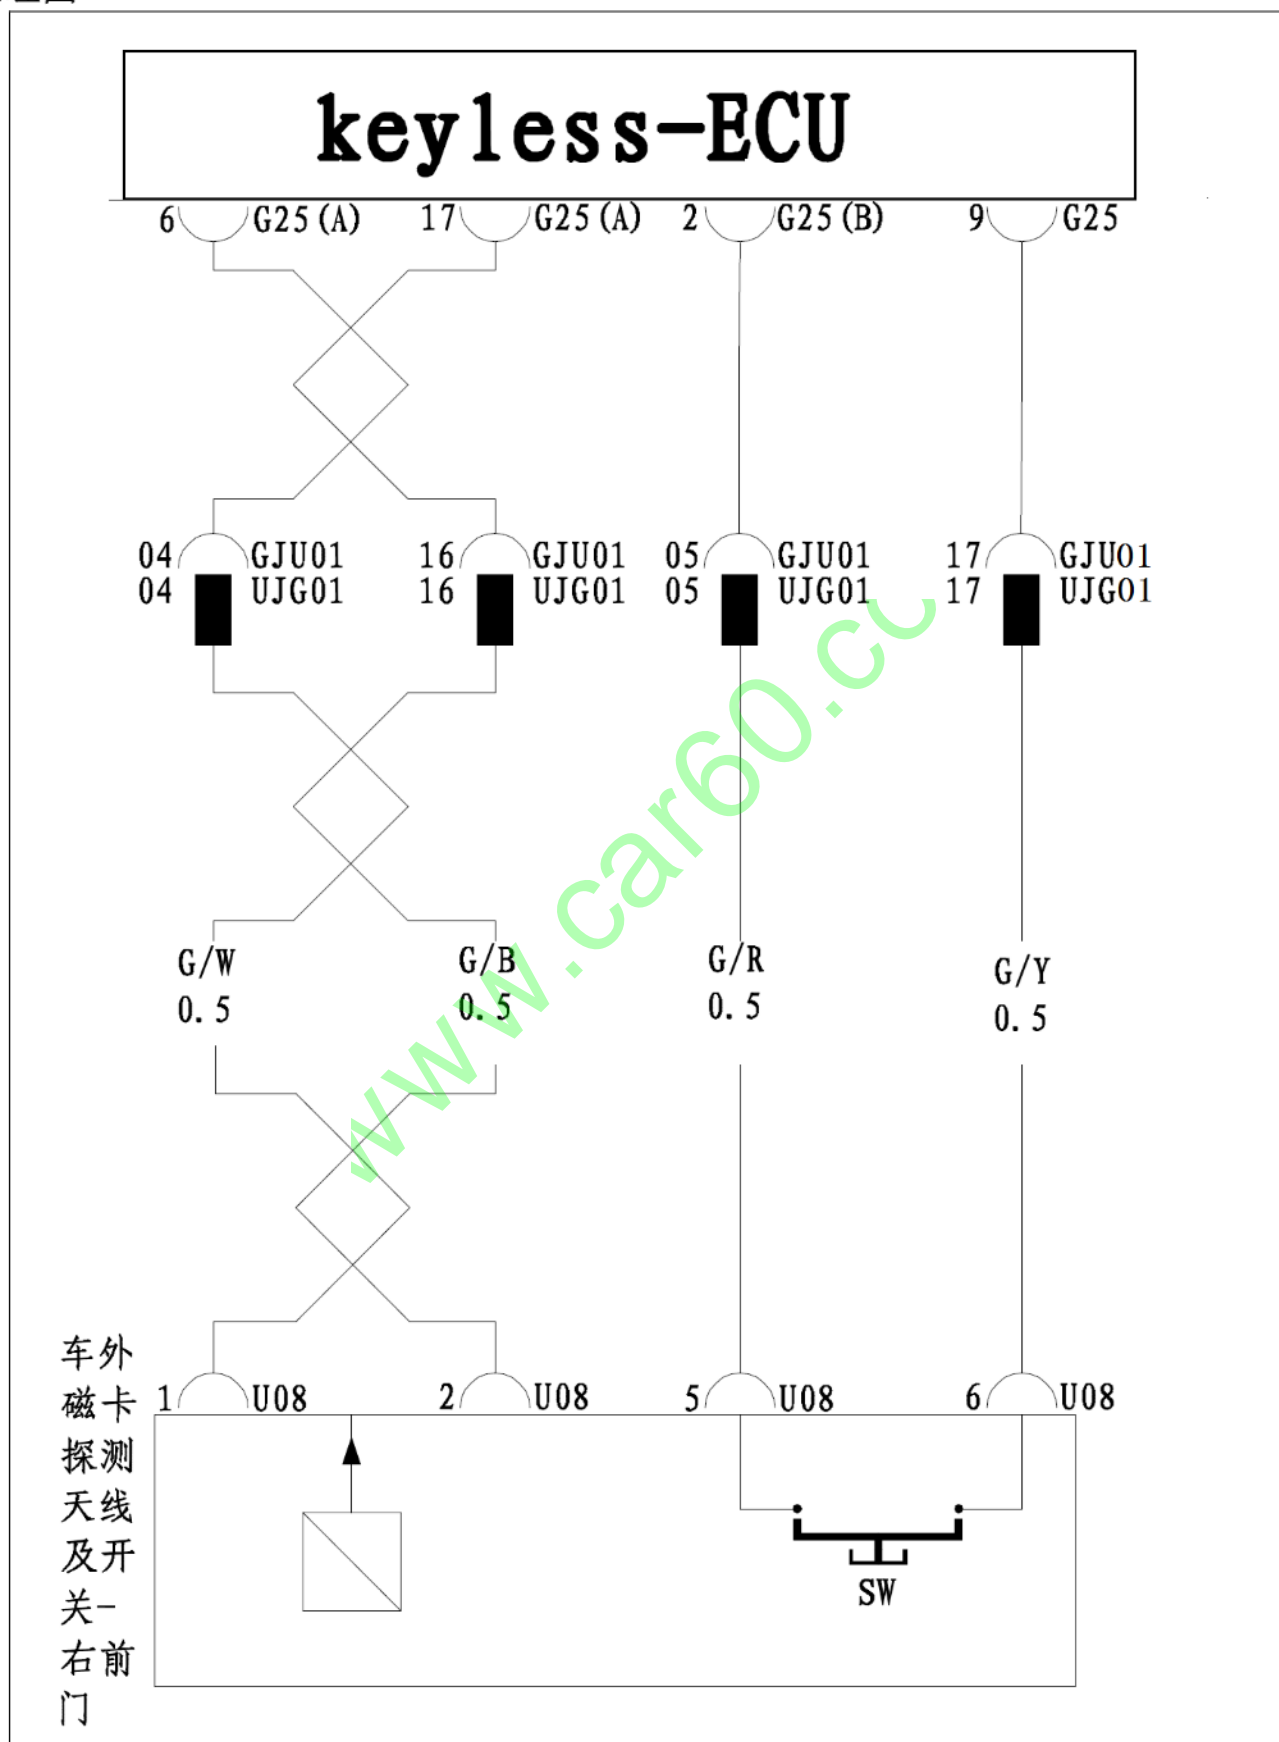 keyless-ECU
6 G25(A) 17 G25(A) 2 G25(B) 9 G25
04 GJU01 16 GJU01 05 GJU01 17 GJU01
04 UJG01 16 UJG01 05 UJG01 17 UJG01
G/W G/B G/R G/Y
0.5 0.5 0.5 0.5
www.car60.co
1 U08 2 U08 5 U08 6 U08
车外
磁卡
探测
天线
及开
关-
右前
门
SW